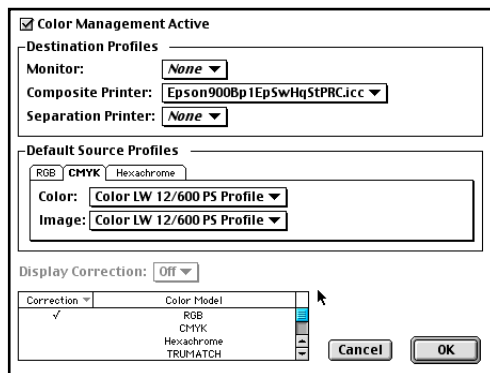 Color Management Active
Destination Profiles
Monitor: None
Composite Printer: Epson900Bp1EpSwHqStPRC.icc
Separation Printer: None
Default Source Profiles
RGB CMYK Hexachrome
Color: Color LW 12/600 PS Profile
Image: Color LW 12/600 PS Profile
Display Correction: Off
Correction Color Model
√ RGB
CMYK
Hexachrome
TRUMATCH
Cancel OK